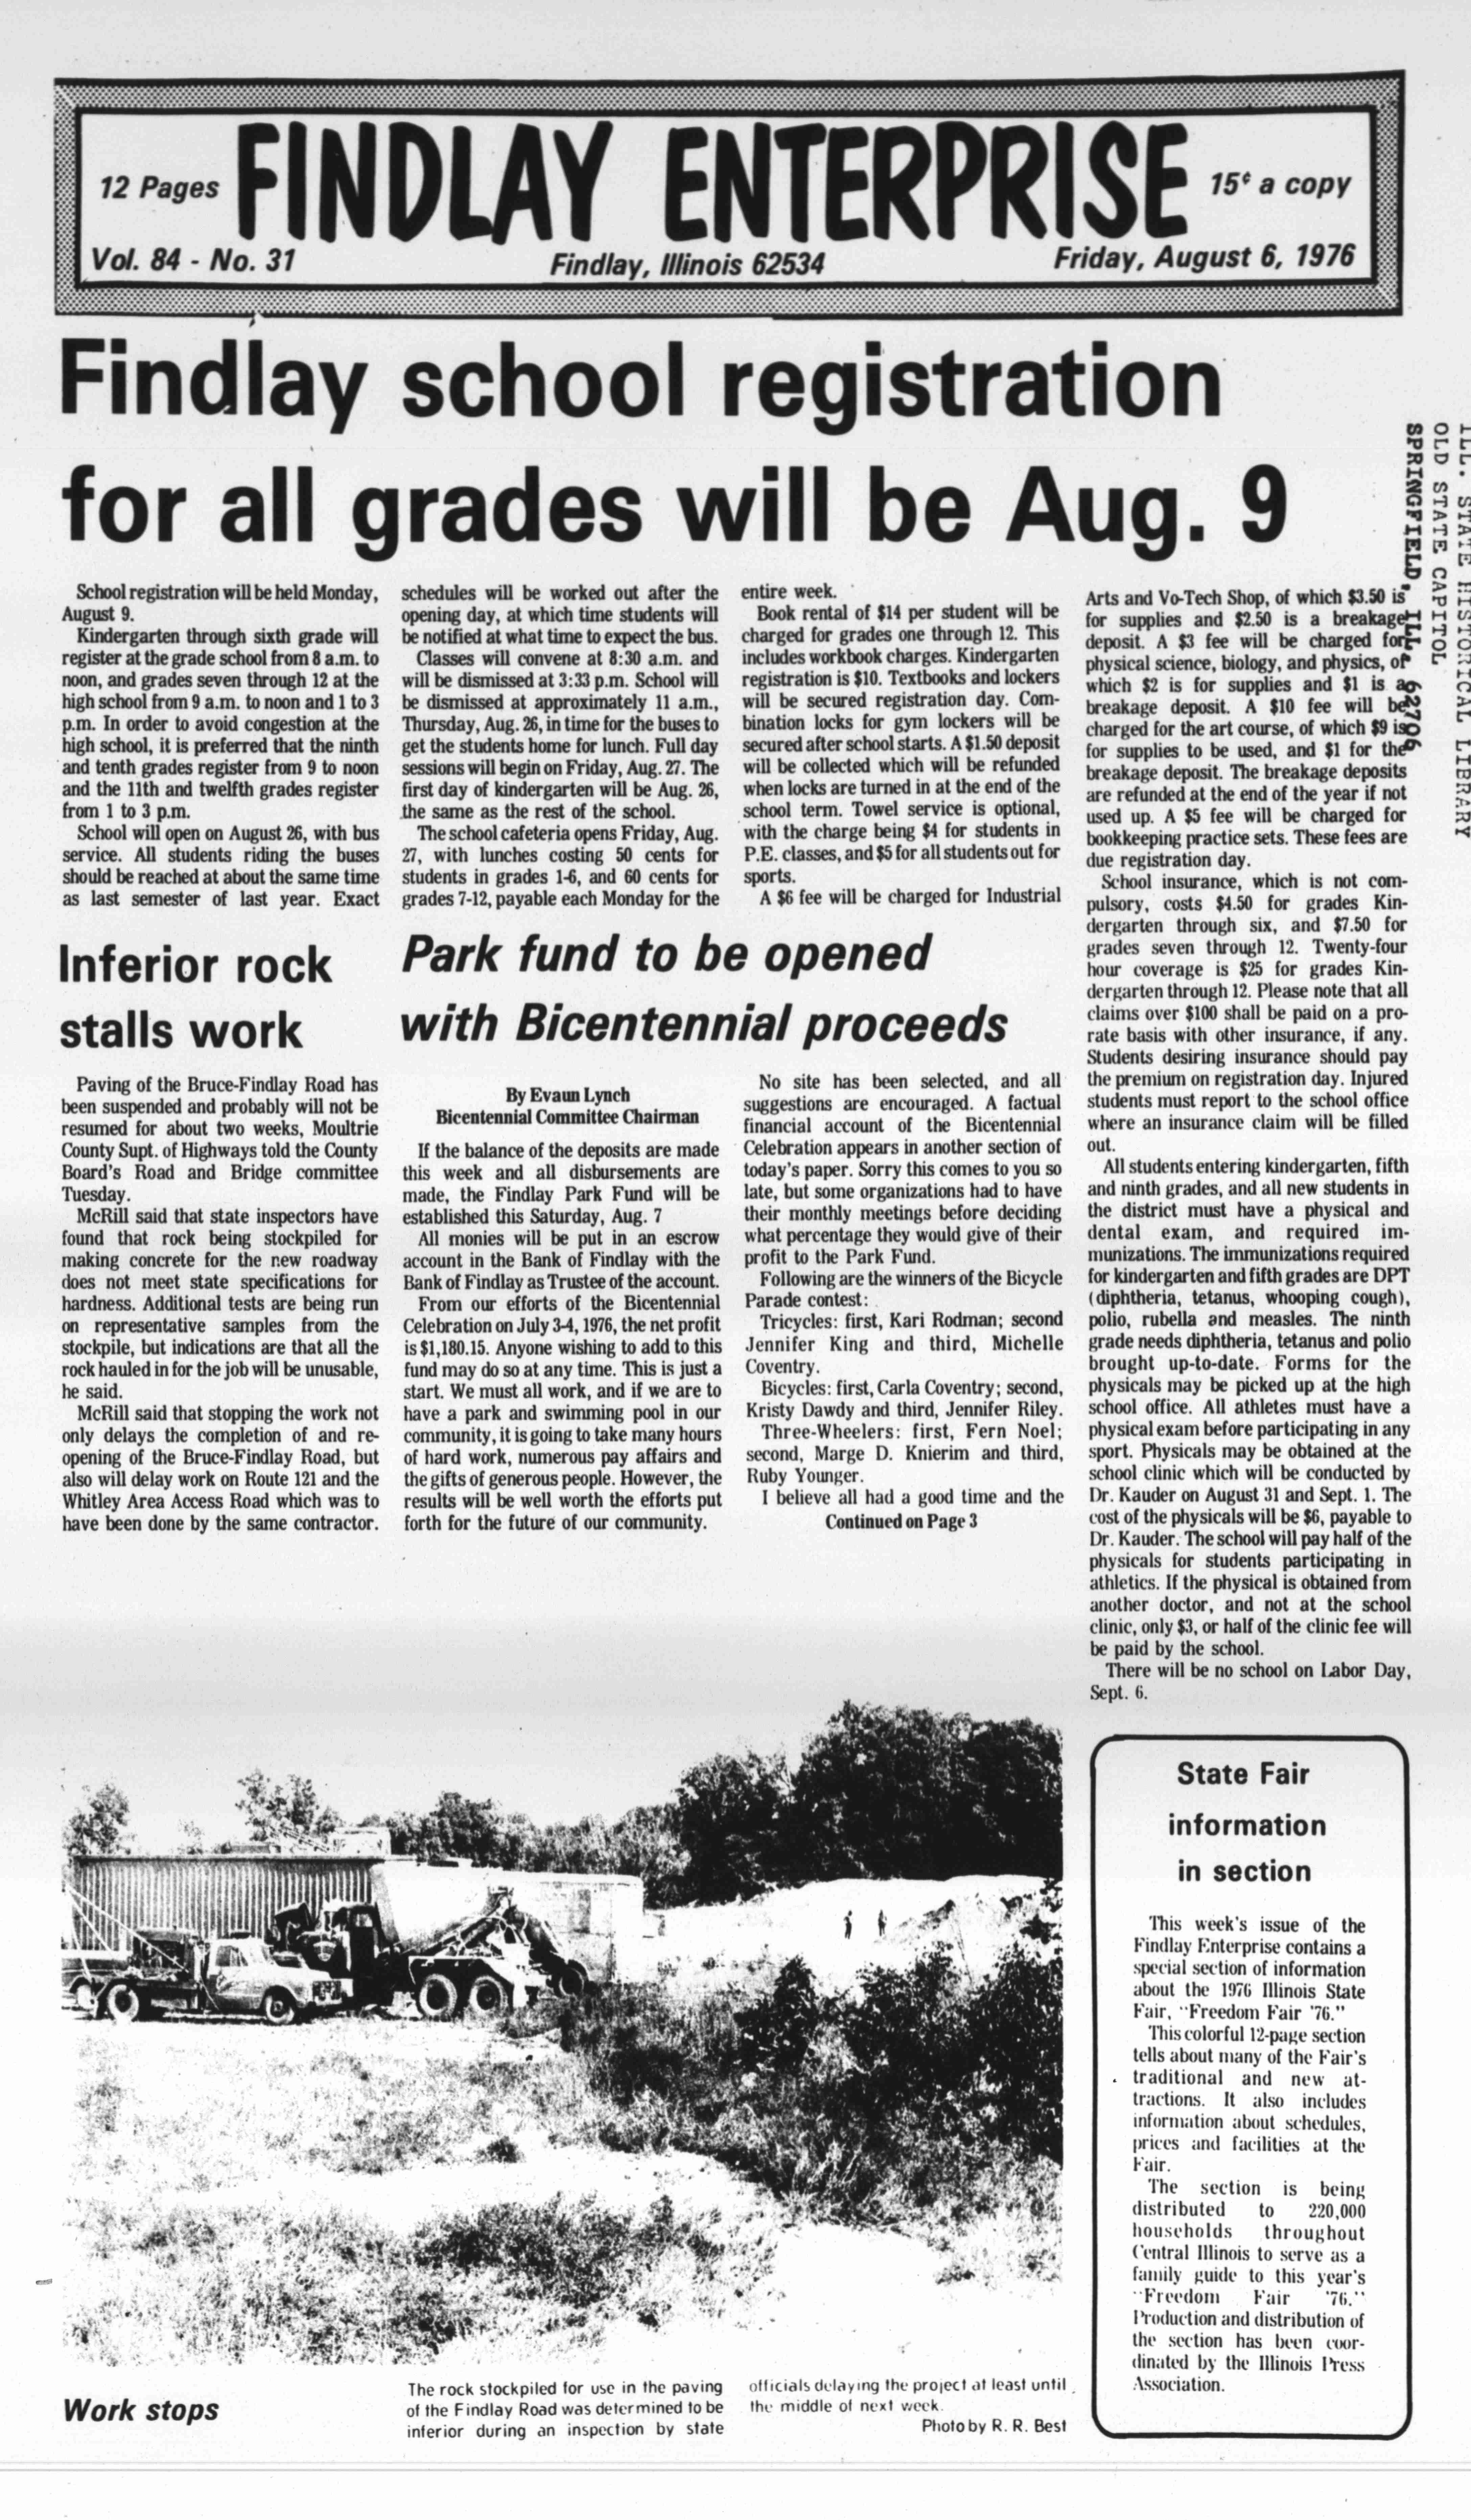 12 Pages
FINDLAY ENTERPRISE
15¢ a copy
Vol. 84 - No. 31
Findlay, Illinois 62534
Friday, August 6, 1976
Findlay school registration
for all grades will be Aug. 9
School registration will be held Monday,
August 9.
Kindergarten through sixth grade will
register at the grade school from 8 a.m. to
noon, and grades seven through 12 at the
high school from 9 a.m. to noon and 1 to 3
p.m. In order to avoid congestion at the
high school, it is preferred that the ninth
and tenth grades register from 9 to noon
and the 11th and twelfth grades register
from 1 to 3 p.m.
School will open on August 26, with bus
service. All students riding the buses
should be reached at about the same time
as last semester of last year. Exact
schedules will be worked out after the
opening day, at which time students will
be notified at what time to expect the bus.
Classes will convene at 8:30 a.m. and
will be dismissed at 3:33 p.m. School will
be dismissed at approximately 11 a.m.,
Thursday, Aug. 26, in time for the buses to
get the students home for lunch. Full day
sessions will begin on Friday, Aug. 27. The
first day of kindergarten will be Aug. 26,
the same as the rest of the school.
The school cafeteria opens Friday, Aug.
27, with lunches costing 50 cents for
students in grades 1-6, and 60 cents for
grades 7-12, payable each Monday for the
entire week.
Book rental of $14 per student will be
charged for grades one through 12. This
includes workbook charges. Kindergarten
registration is $10. Textbooks and lockers
will be secured registration day. Com-
bination locks for gym lockers will be
secured after school starts. A $1.50 deposit
will be collected which will be refunded
when locks are turned in at the end of the
school term. Towel service is optional,
with the charge being $4 for students in
P.E. classes, and $5 for all students out for
sports.
A $6 fee will be charged for Industrial
Arts and Vo-Tech Shop, of which $3.50 is
for supplies and $2.50 is a breakage
deposit. A $3 fee will be charged for
physical science, biology, and physics, of
which $2 is for supplies and $1 is a
breakage deposit. A $10 fee will be
charged for the art course, of which $9 is
for supplies to be used, and $1 for the
breakage deposit. The breakage deposits
are refunded at the end of the year if not
used up. A $5 fee will be charged for
bookkeeping practice sets. These fees are
due registration day.
School insurance, which is not com-
pulsory, costs $4.50 for grades Kin-
dergarten through six, and $7.50 for
grades seven through 12. Twenty-four
hour coverage is $25 for grades Kin-
dergarten through 12. Please note that all
claims over $100 shall be paid on a pro-
rate basis with other insurance, if any.
Students desiring insurance should pay
the premium on registration day. Injured
students must report to the school office
where an insurance claim will be filled
out.
All students entering kindergarten, fifth
and ninth grades, and all new students in
the district must have a physical and
dental exam, and required im-
munizations. The immunizations required
for kindergarten and fifth grades are DPT
(diphtheria, tetanus, whooping cough),
polio, rubella and measles. The ninth
grade needs diphtheria, tetanus and polio
brought up-to-date. Forms for the
physicals may be picked up at the high
school office. All athletes must have a
physical exam before participating in any
sport. Physicals may be obtained at the
school clinic which will be conducted by
Dr. Kauder on August 31 and Sept. 1. The
cost of the physicals will be $6, payable to
Dr. Kauder. The school will pay half of the
physicals for students participating in
athletics. If the physical is obtained from
another doctor, and not at the school
clinic, only $3, or half of the clinic fee will
be paid by the school.
There will be no school on Labor Day,
Sept. 6.
ILL. STATE HISTORICAL LIBRARY
OLD STATE CAPITOL
SPRINGFIELD, ILL. 62706
Inferior rock
stalls work
Paving of the Bruce-Findlay Road has
been suspended and probably will not be
resumed for about two weeks, Moultrie
County Supt. of Highways told the County
Board's Road and Bridge committee
Tuesday.
McRill said that state inspectors have
found that rock being stockpiled for
making concrete for the new roadway
does not meet state specifications for
hardness. Additional tests are being run
on representative samples from the
stockpile, but indications are that all the
rock hauled in for the job will be unusable,
he said.
McRill said that stopping the work not
only delays the completion of and re-
opening of the Bruce-Findlay Road, but
also will delay work on Route 121 and the
Whitley Area Access Road which was to
have been done by the same contractor.
Park fund to be opened
with Bicentennial proceeds
By Evaun Lynch
Bicentennial Committee Chairman
If the balance of the deposits are made
this week and all disbursements are
made, the Findlay Park Fund will be
established this Saturday, Aug. 7
All monies will be put in an escrow
account in the Bank of Findlay with the
Bank of Findlay as Trustee of the account.
From our efforts of the Bicentennial
Celebration on July 3-4, 1976, the net profit
is $1,180.15. Anyone wishing to add to this
fund may do so at any time. This is just a
start. We must all work, and if we are to
have a park and swimming pool in our
community, it is going to take many hours
of hard work, numerous pay affairs and
the gifts of generous people. However, the
results will be well worth the efforts put
forth for the future of our community.
No site has been selected, and all
suggestions are encouraged. A factual
financial account of the Bicentennial
Celebration appears in another section of
today's paper. Sorry this comes to you so
late, but some organizations had to have
their monthly meetings before deciding
what percentage they would give of their
profit to the Park Fund.
Following are the winners of the Bicycle
Parade contest:
Tricycles: first, Kari Rodman; second
Jennifer King and third, Michelle
Coventry.
Bicycles: first, Carla Coventry; second,
Kristy Dawdy and third, Jennifer Riley.
Three-Wheelers: first, Fern Noel;
second, Marge D. Knierim and third,
Ruby Younger.
I believe all had a good time and the
Continued on Page 3
State Fair
information
in section
This week's issue of the
Findlay Enterprise contains a
special section of information
about the 1976 Illinois State
Fair, "Freedom Fair '76."
This colorful 12-page section
tells about many of the Fair's
traditional and new at-
tractions. It also includes
information about schedules,
prices and facilities at the
Fair.
The section is being
distributed to 220,000
households throughout
Central Illinois to serve as a
family guide to this year's
"Freedom Fair '76."
Production and distribution of
the section has been coor-
dinated by the Illinois Press
Association.
Work stops
The rock stockpiled for use in the paving
of the Findlay Road was determined to be
inferior during an inspection by state
officials delaying the project at least until
the middle of next week.
Photo by R. R. Best